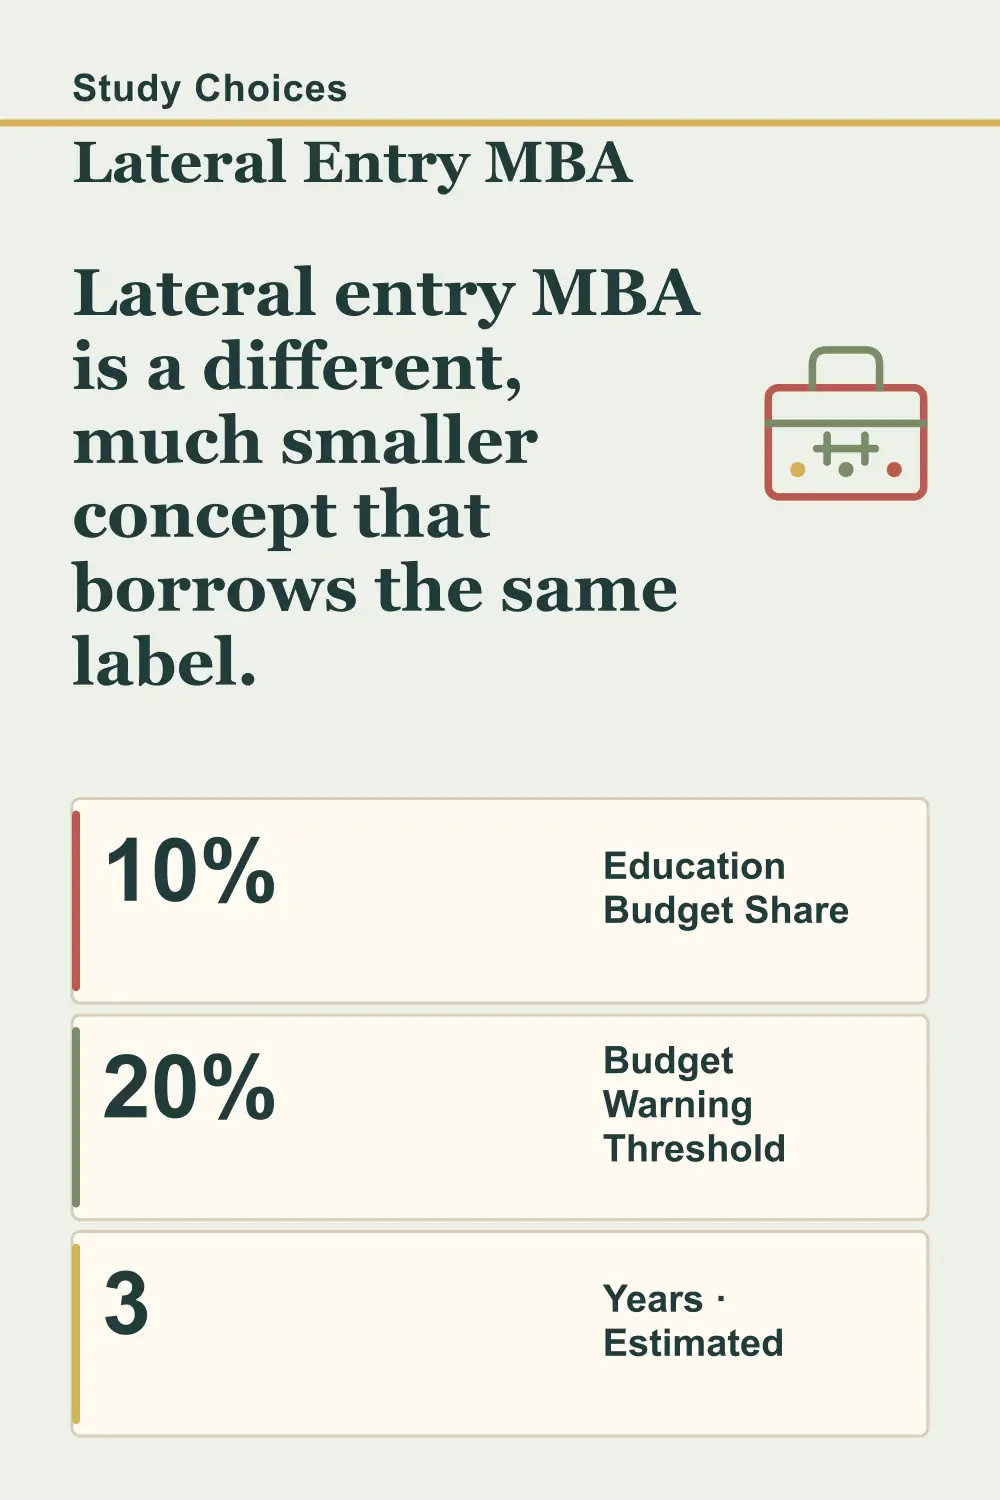 Study Choices
Lateral Entry MBA
Lateral entry MBA
is a different,
much smaller
concept that
borrows the same
label.
10%
Education
Budget Share
20%
Budget
Warning
Threshold
3
Years ·
Estimated